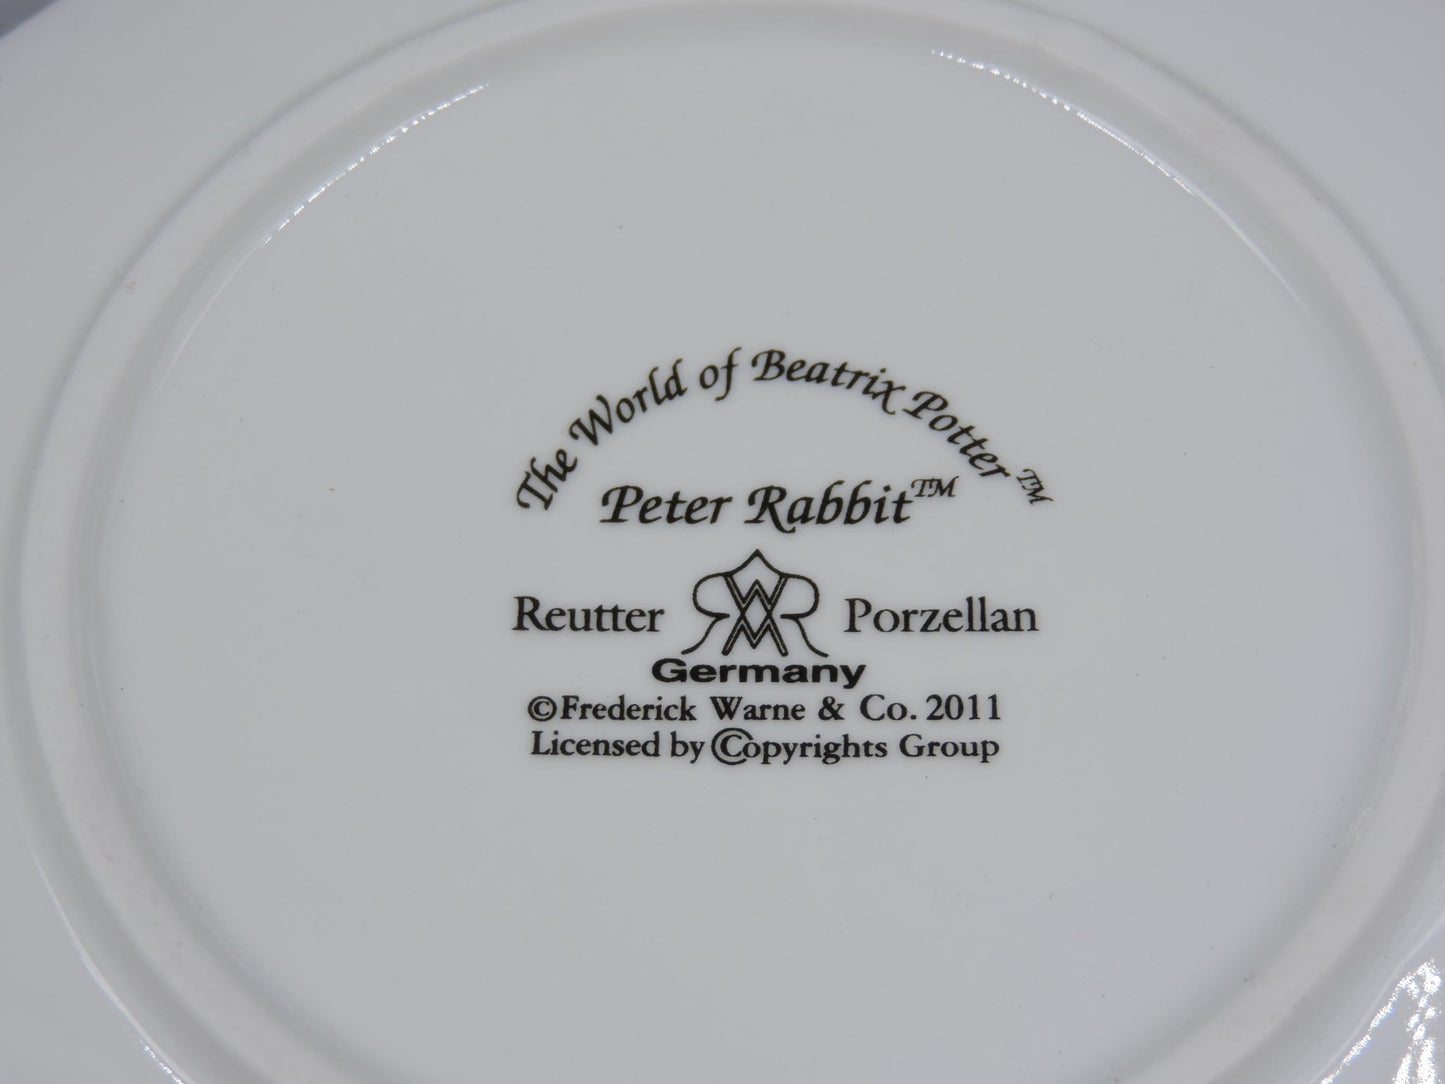 The World of Beatrix Potter™
Peter Rabbit™
Reutter Porzellan
Germany
©Frederick Warne & Co. 2011
Licensed by ©opyrights Group